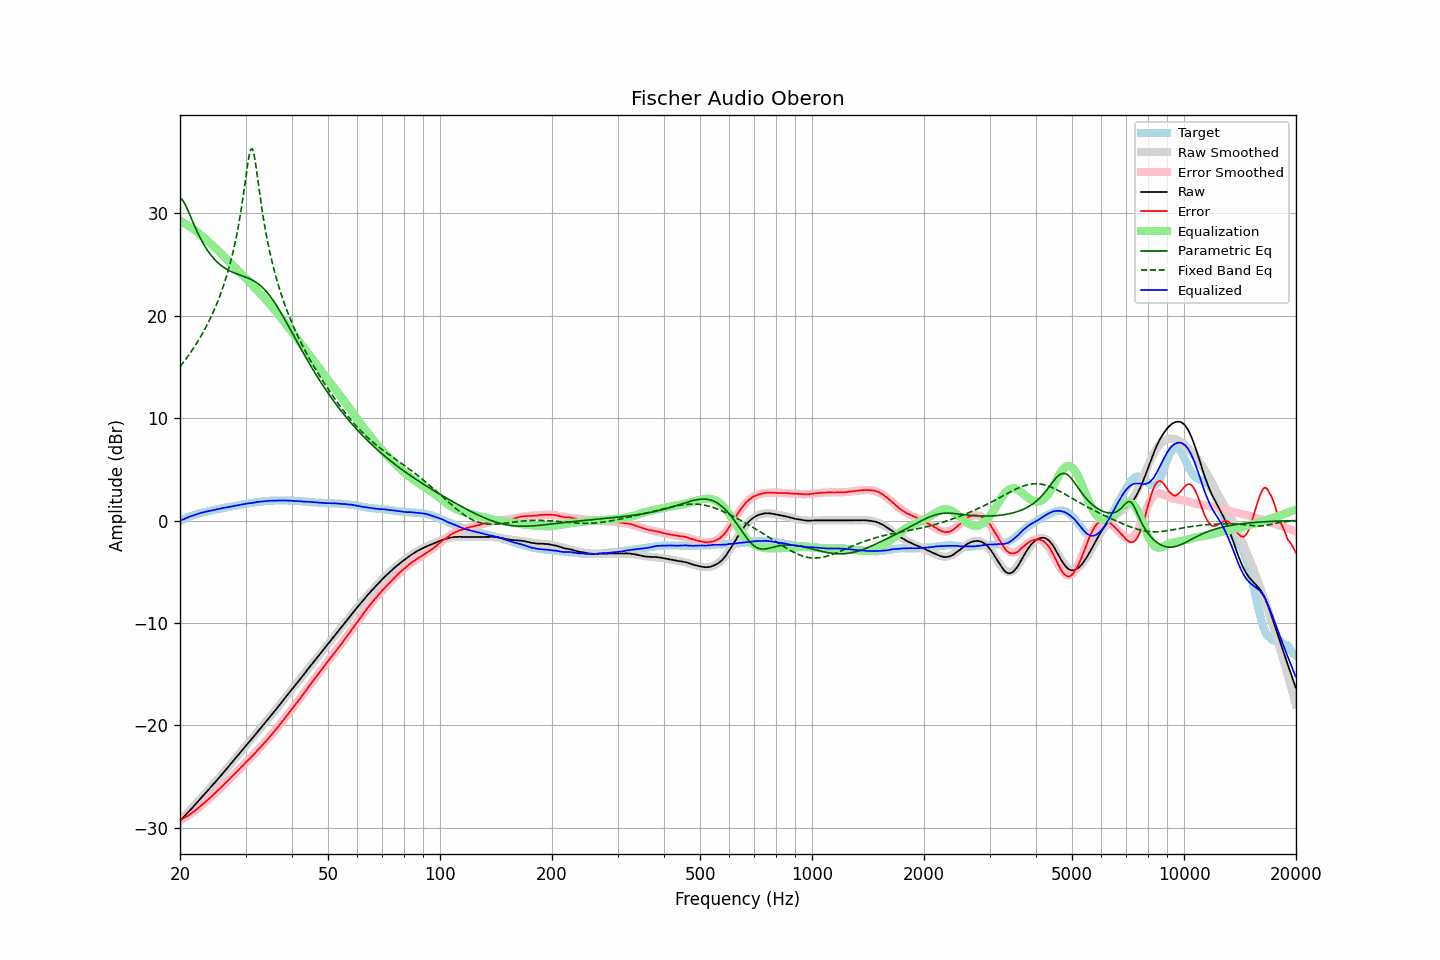 Fischer Audio Oberon
Target
Raw Smoothed
Error Smoothed
Raw
Error
Equalization
Parametric Eq
Fixed Band Eq
Equalized
Amplitude (dBr)
30
20
10
0
−10
−20
−30
20 50 100 200 500 1000 2000 5000 10000 20000
Frequency (Hz)